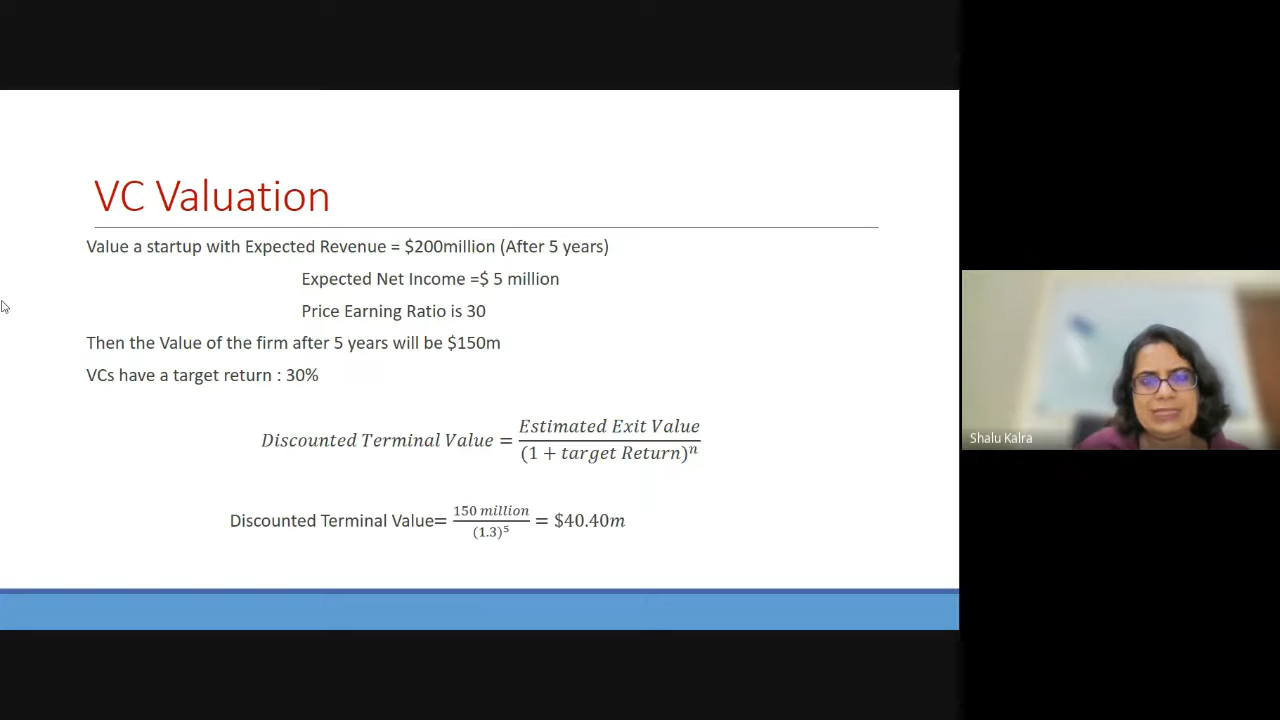 VC Valuation
Value a startup with Expected Revenue = $200million (After 5 years)
Expected Net Income =$ 5 million
Price Earning Ratio is 30
Then the Value of the firm after 5 years will be $150m
VCs have a target return : 30%
Discounted Terminal Value = Estimated Exit Value / (1 + target Return)ⁿ
Discounted Terminal Value= 150 million / (1.3)⁵ = $40.40m
Shalu Kalra